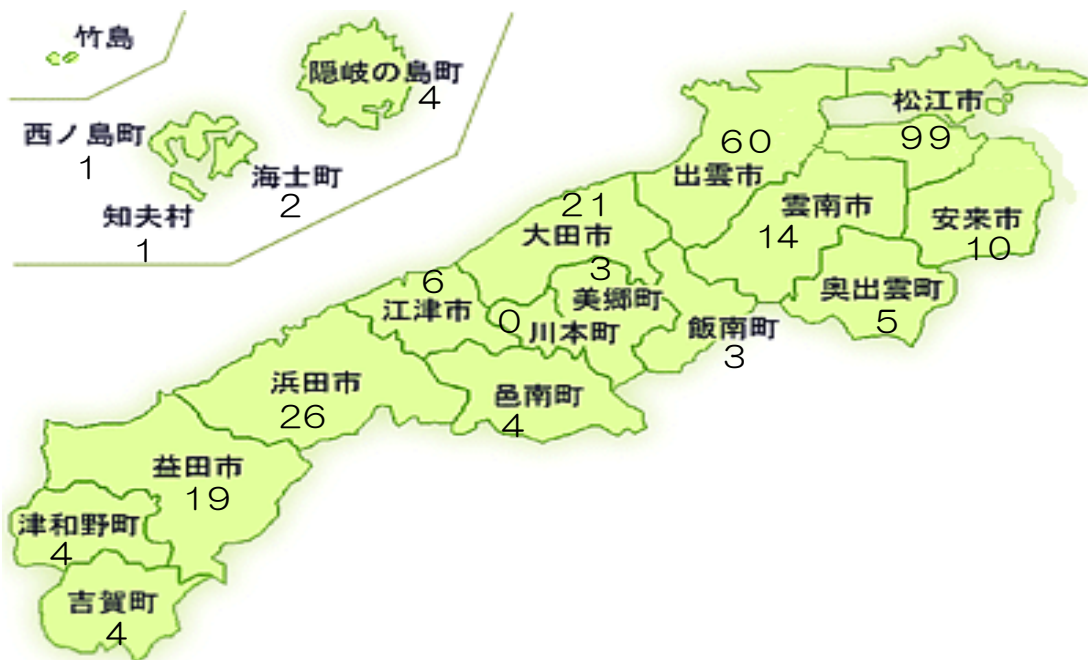 竹島
隠岐の島町
4
西ノ島町
1
海士町
2
知夫村
1
松江市
99
60
出雲市
雲南市
14
安来市
10
21
大田市
奥出雲町
5
3
美郷町
6
江津市
0
川本町
飯南町
3
浜田市
26
邑南町
4
益田市
19
津和野町
4
吉賀町
4